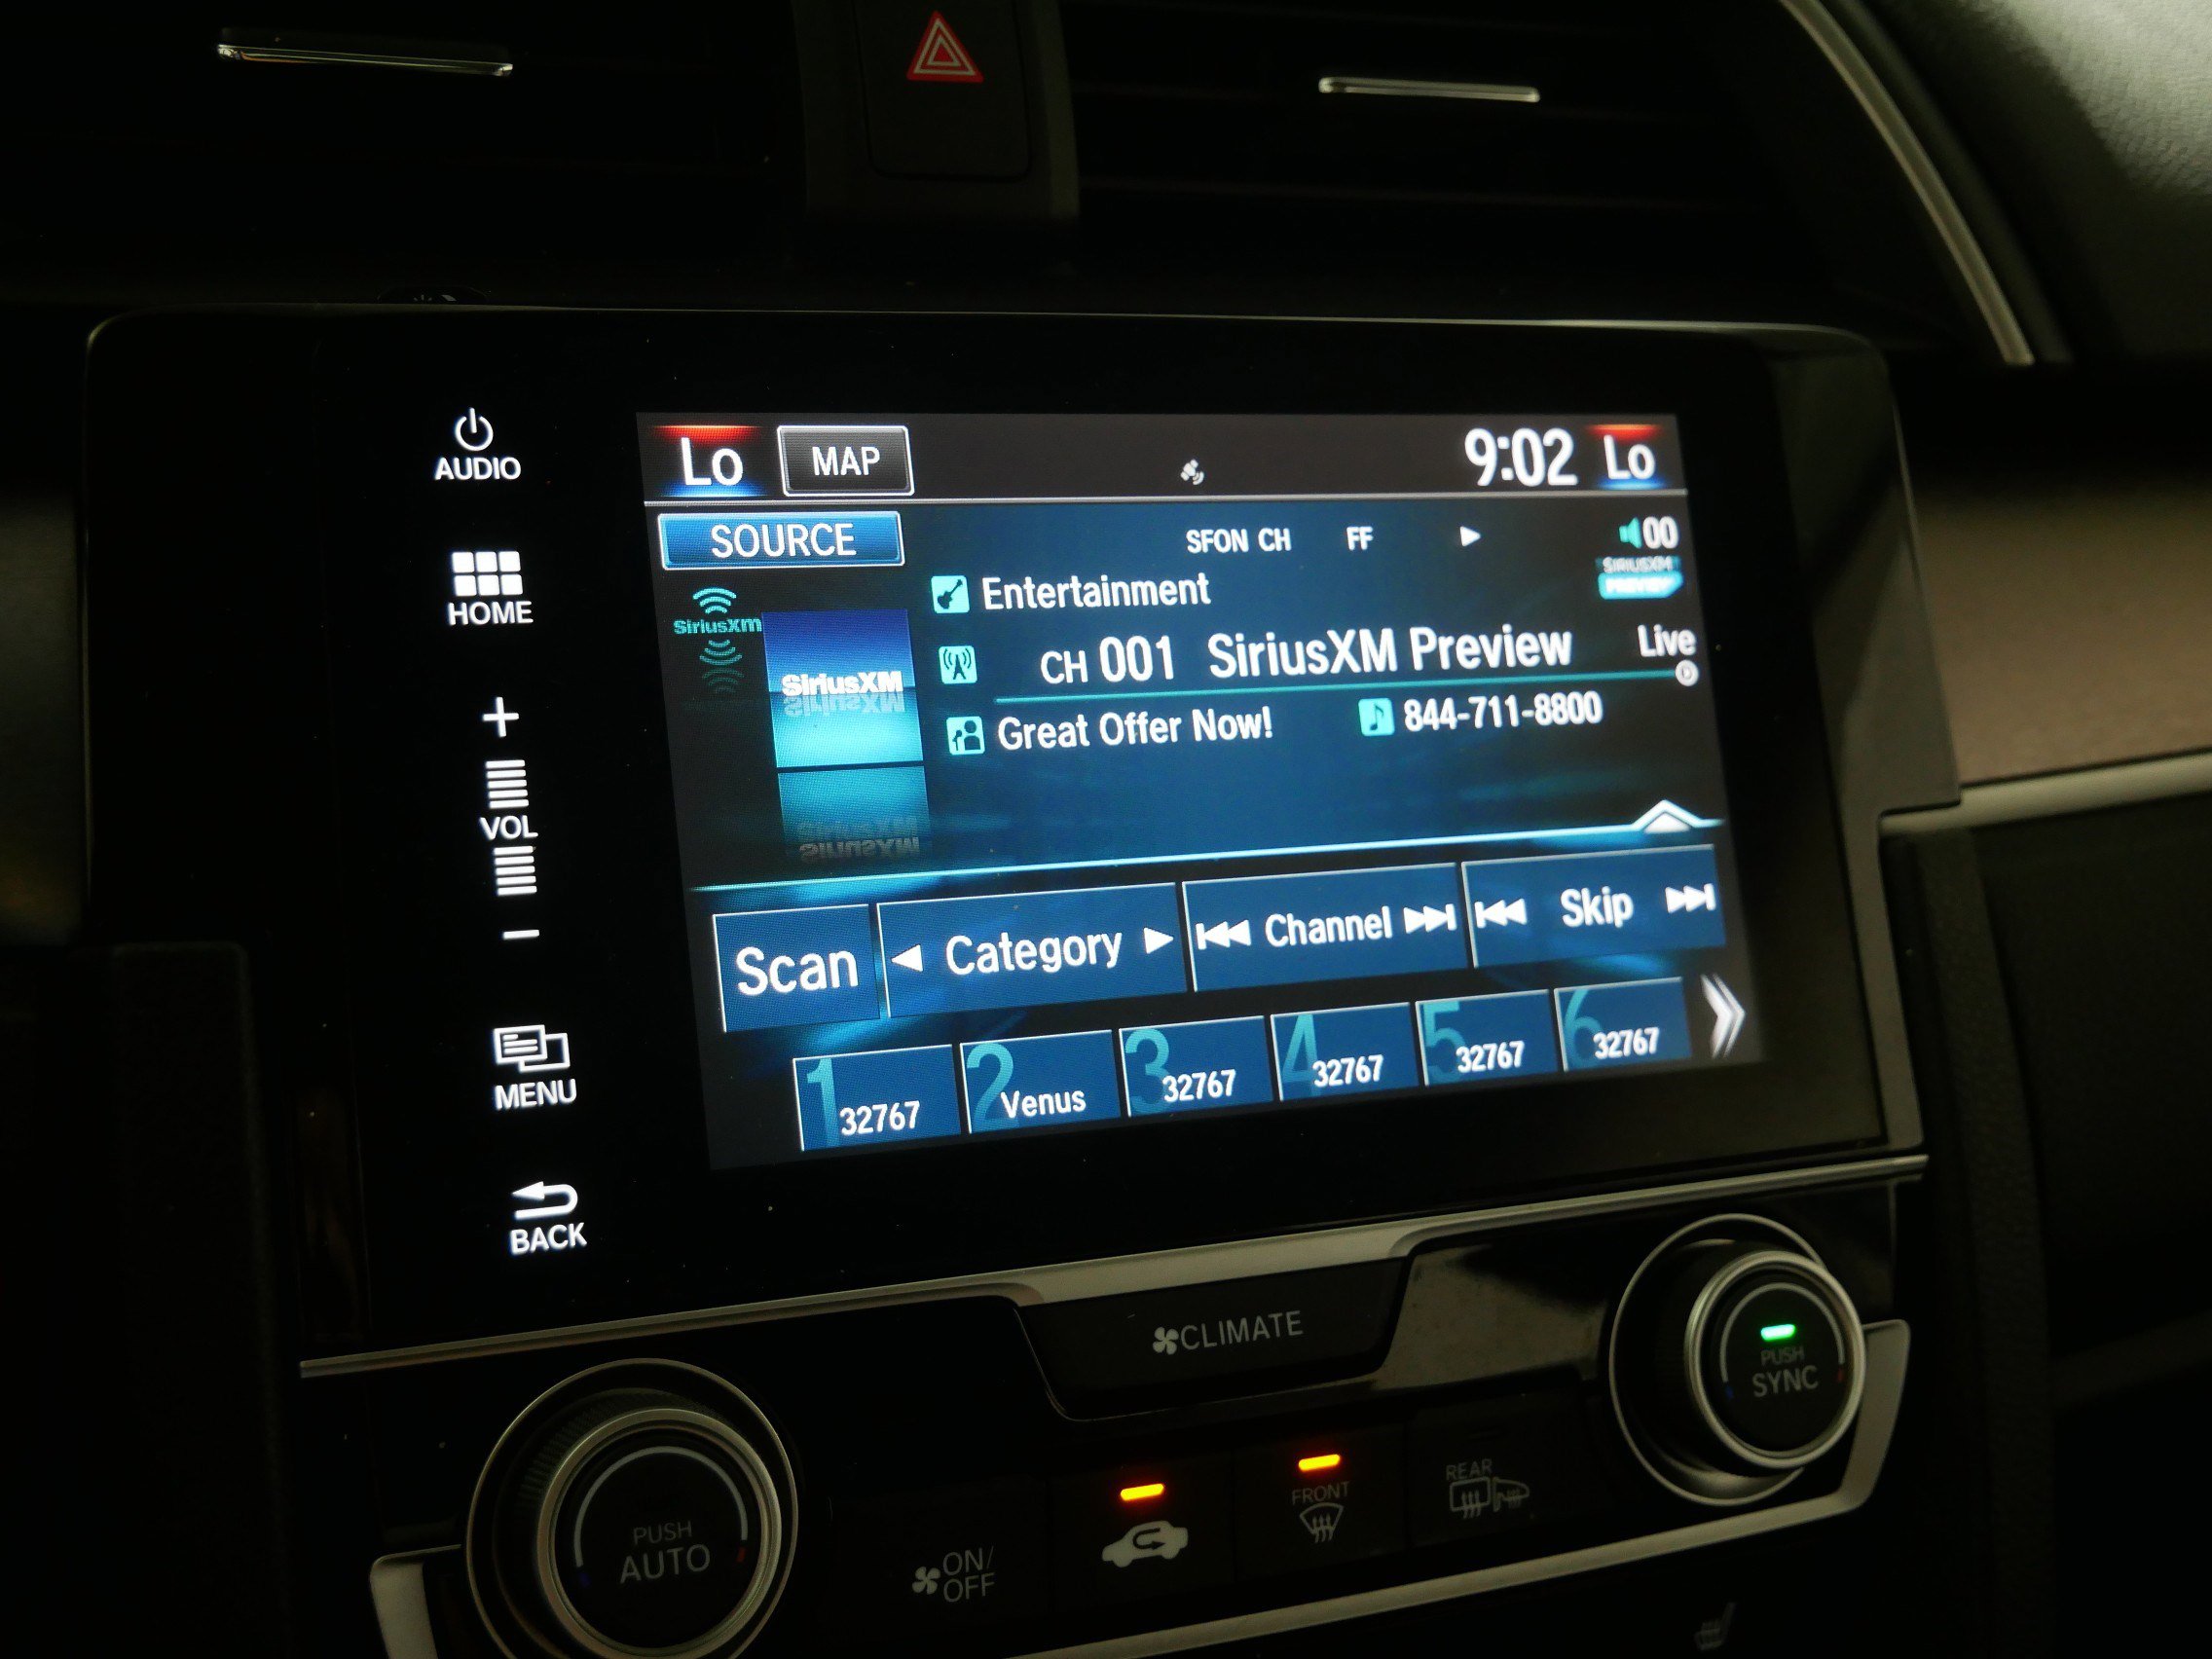 AUDIO
HOME
VOL
MENU
BACK
Lo
MAP
9:02
Lo
SOURCE
SFON CH
FF
00
SIRIUSXM
PREVIEW
SiriusXm
SiriusXM
Entertainment
CH 001 SiriusXM Preview
Live
Great Offer Now!
844-711-8800
Scan
Category
Channel
Skip
1 32767
2 Venus
3 32767
4 32767
5 32767
6 32767
CLIMATE
PUSH
AUTO
ON/
OFF
FRONT
REAR
PUSH
SYNC